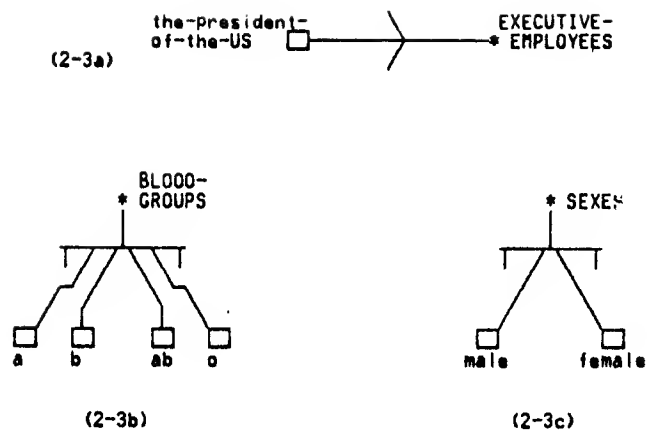 the-president-
of-the-US
EXECUTIVE-
* EMPLOYEES
(2-3a)
BLOOD-
* GROUPS
* SEXES
a b ab o
male female
(2-3b) (2-3c)